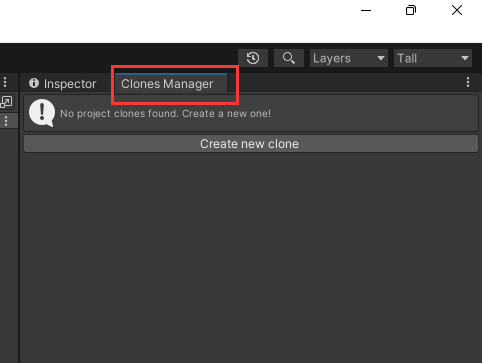 Layers
Tall
Inspector
Clones Manager
No project clones found. Create a new one!
Create new clone